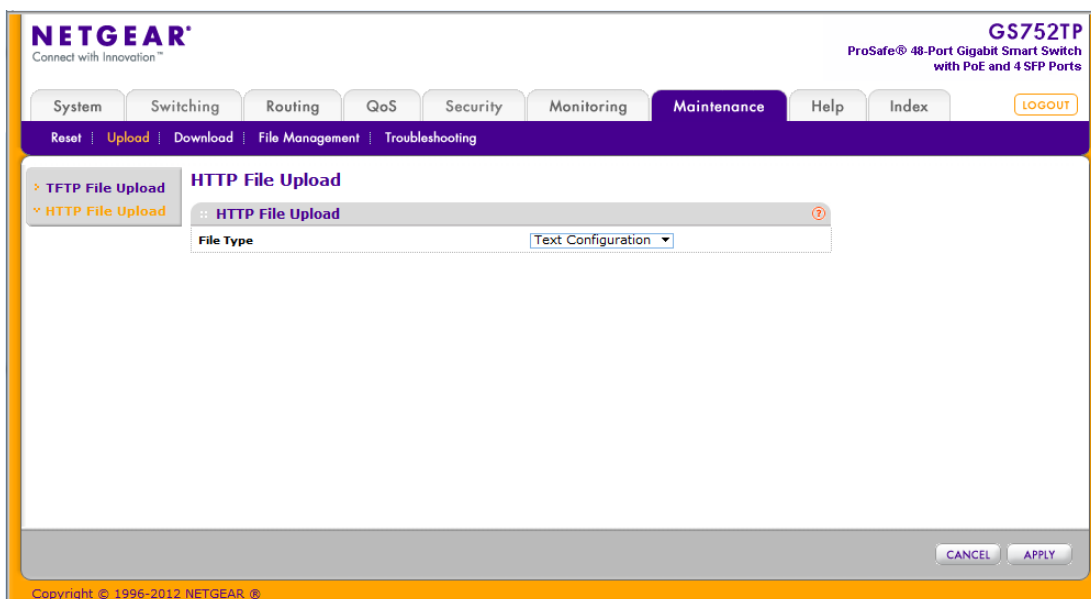 NETGEAR®
Connect with Innovation™
GS752TP
ProSafe® 48-Port Gigabit Smart Switch
with PoE and 4 SFP Ports
System Switching Routing QoS Security Monitoring Maintenance Help Index LOGOUT
Reset | Upload | Download | File Management | Troubleshooting
TFTP File Upload
HTTP File Upload
HTTP File Upload
HTTP File Upload ?
File Type Text Configuration
CANCEL APPLY
Copyright © 1996-2012 NETGEAR ®